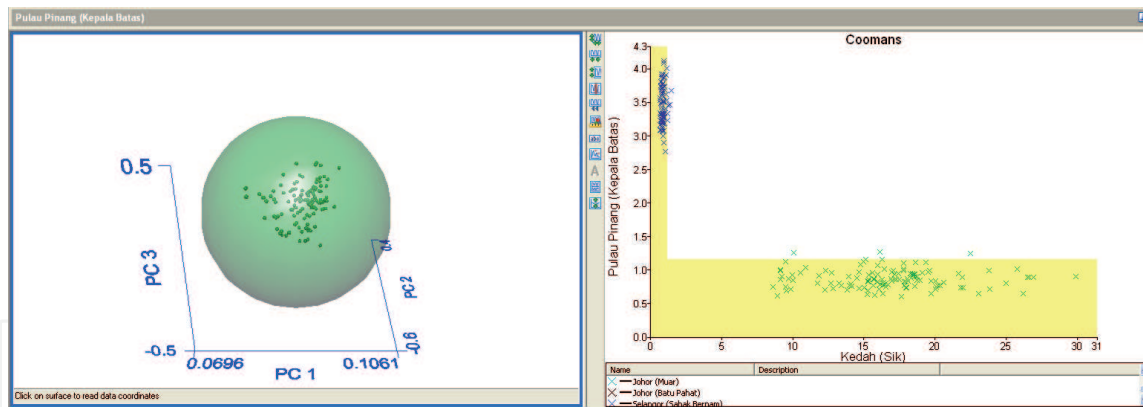 Pulau Pinang (Kepala Batas)
0.5
PC 3
-0.5
0.0696
PC 1
0.1061
-0.6
PC 2
0.4
Click on surface to read data coordinates
Coomans
Pulau Pinang (Kepala Batas)
4.3
4.0
3.5
3.0
2.5
2.0
1.5
1.0
0.5
0.0
0 5 10 15 20 25 30 31
Kedah (Sik)
Name Description
Johor (Muar)
Johor (Batu Pahat)
Selangor (Sabak Bernam)